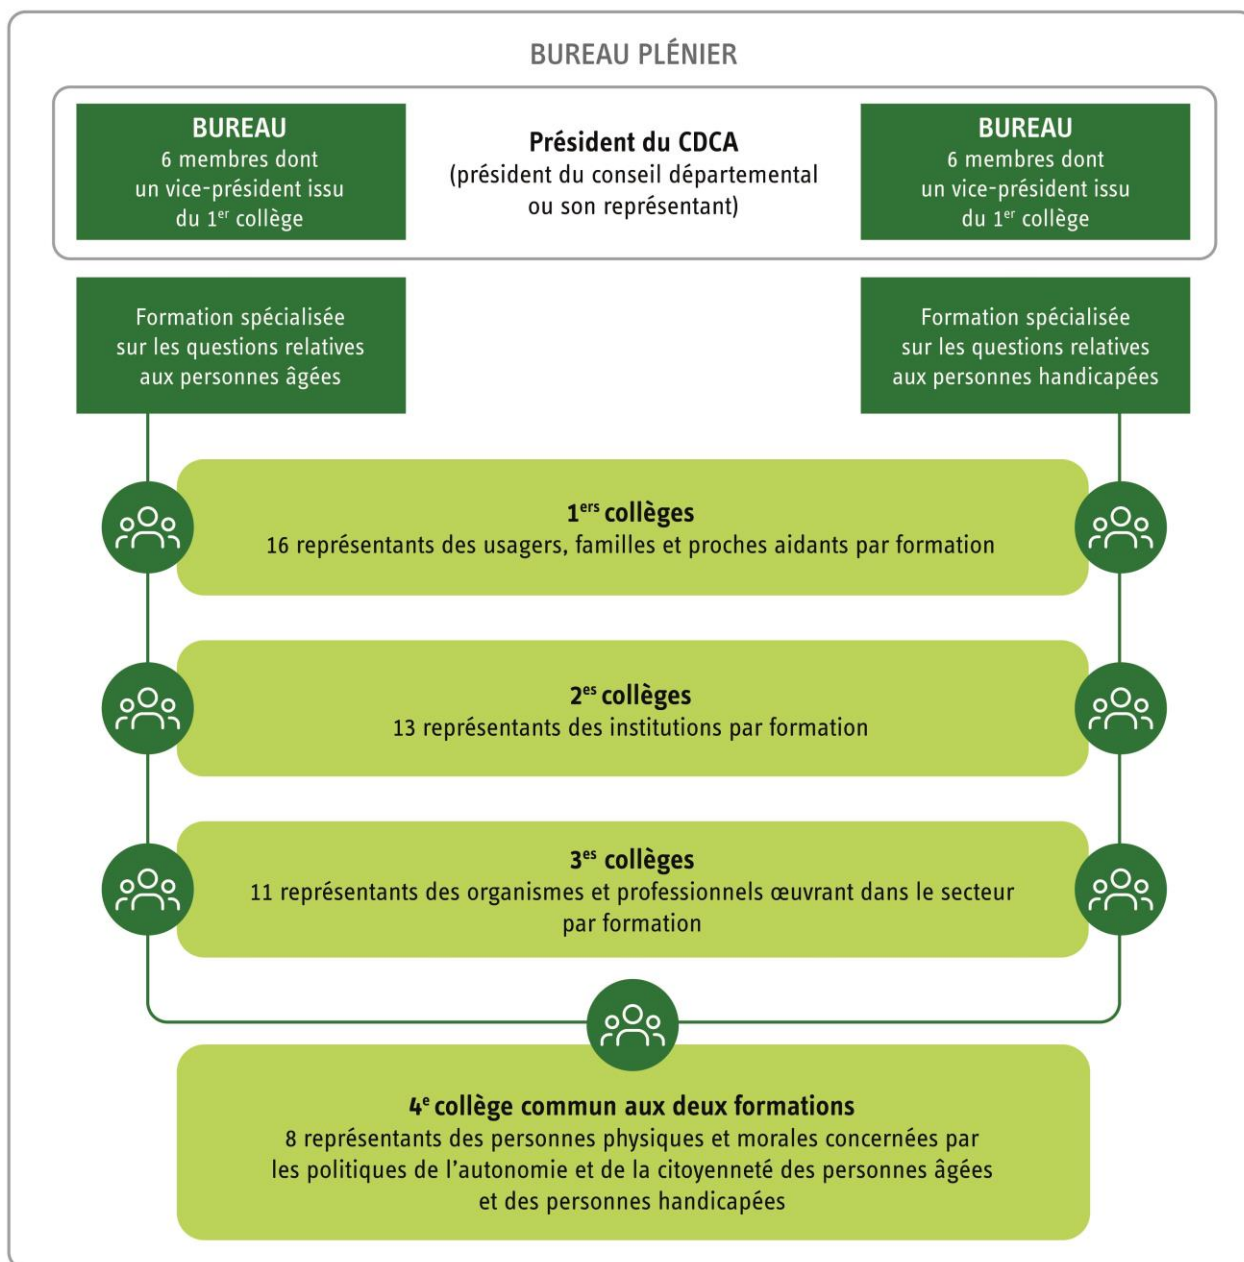 BUREAU PLÉNIER
BUREAU
6 membres dont
un vice-président issu
du 1er collège
Président du CDCA
(président du conseil départemental
ou son représentant)
BUREAU
6 membres dont
un vice-président issu
du 1er collège
Formation spécialisée
sur les questions relatives
aux personnes âgées
Formation spécialisée
sur les questions relatives
aux personnes handicapées
1ers collèges
16 représentants des usagers, familles et proches aidants par formation
2es collèges
13 représentants des institutions par formation
3es collèges
11 représentants des organismes et professionnels œuvrant dans le secteur
par formation
4e collège commun aux deux formations
8 représentants des personnes physiques et morales concernées par
les politiques de l'autonomie et de la citoyenneté des personnes âgées
et des personnes handicapées